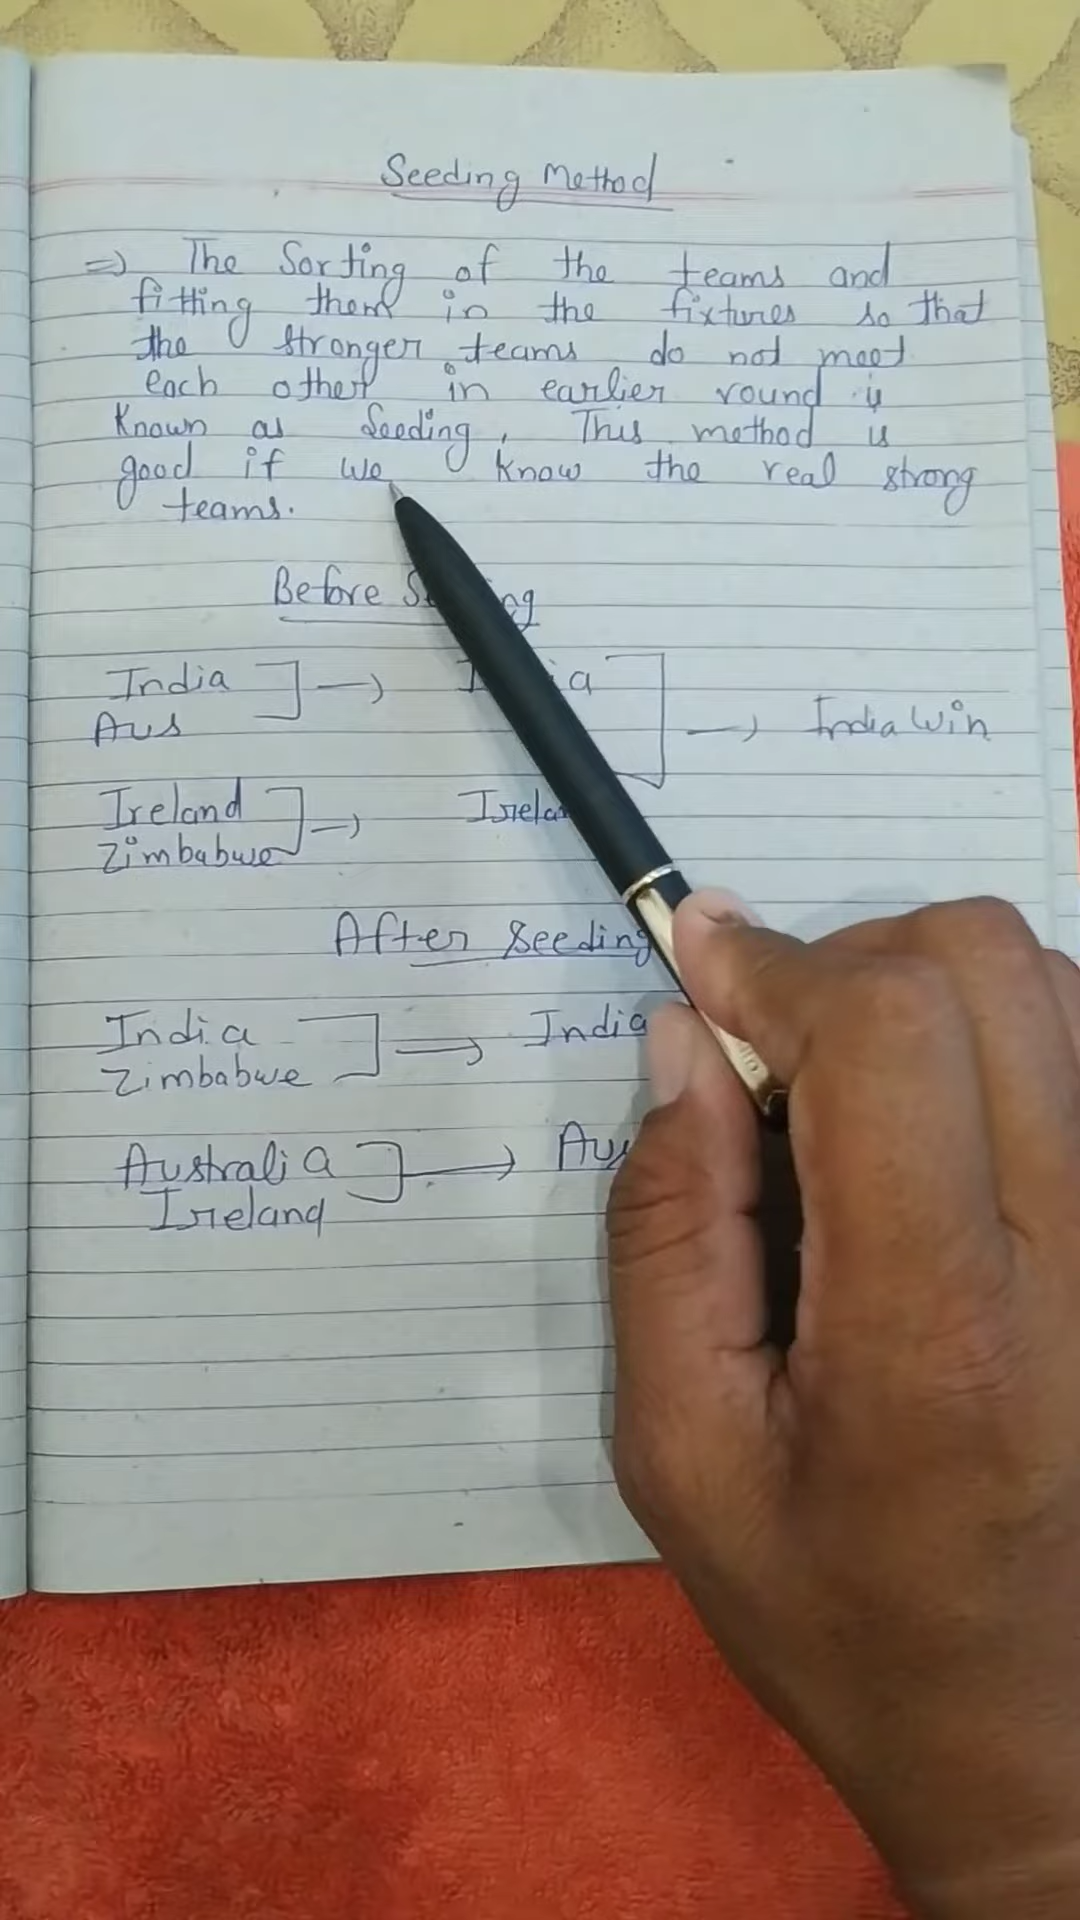 Seeding Method
=> The Sorting of the teams and
fitting them in the fixtures so that
the stronger teams do not meet
each other in earlier round is
Known as Seeding. This method is
good if we know the real strong
teams.
Before
India → → India Win
Aus
Ireland →
Zimbabwe
After Seeding
India → India
Zimbabwe
Australia → Aus
Ireland